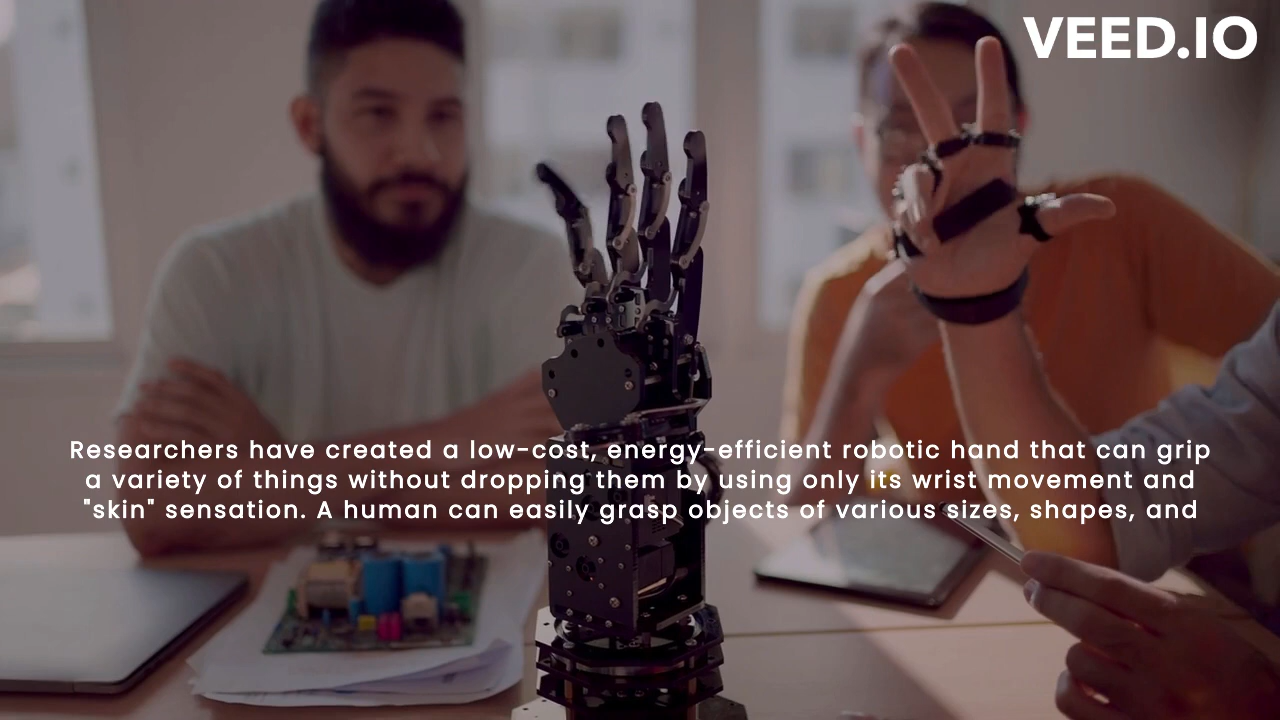 VEED.IO
Researchers have created a low-cost, energy-efficient robotic hand that can grip
a variety of things without dropping them by using only its wrist movement and
"skin" sensation. A human can easily grasp objects of various sizes, shapes, and